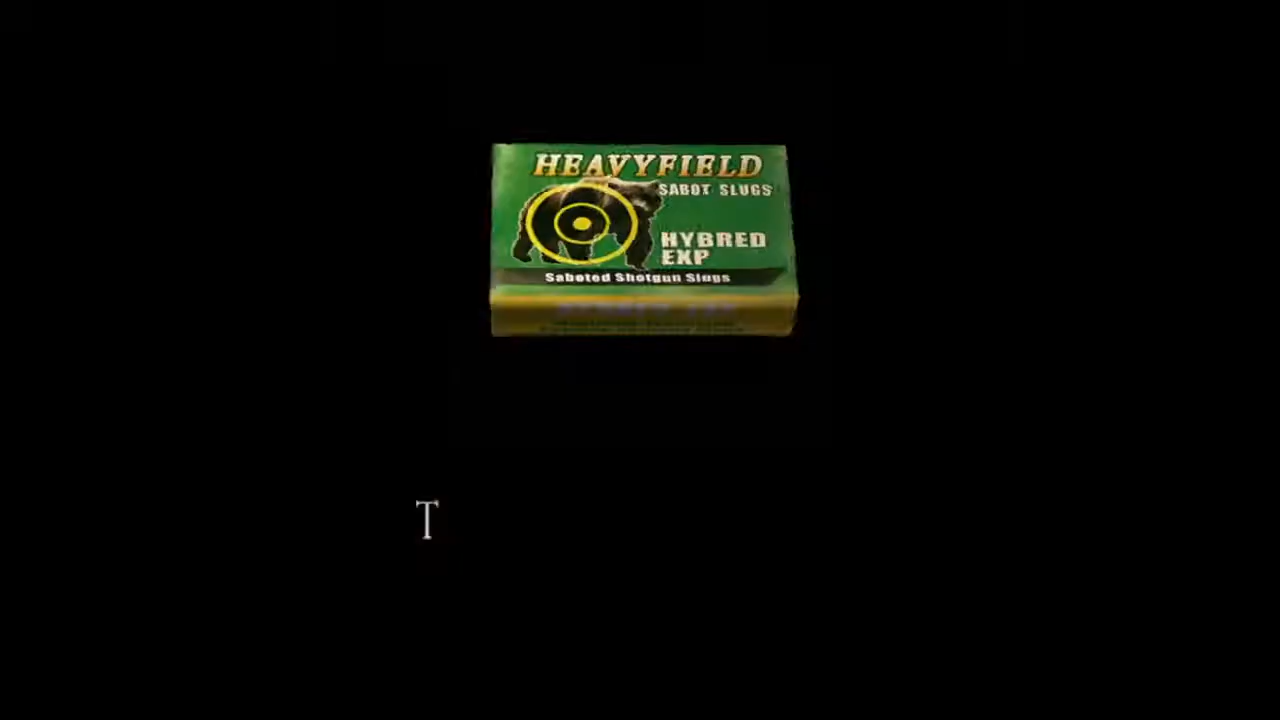 HEAVYFIELD
SABOT SLUGS
HYBRED
EXP
Saboted Shotgun Slugs
T